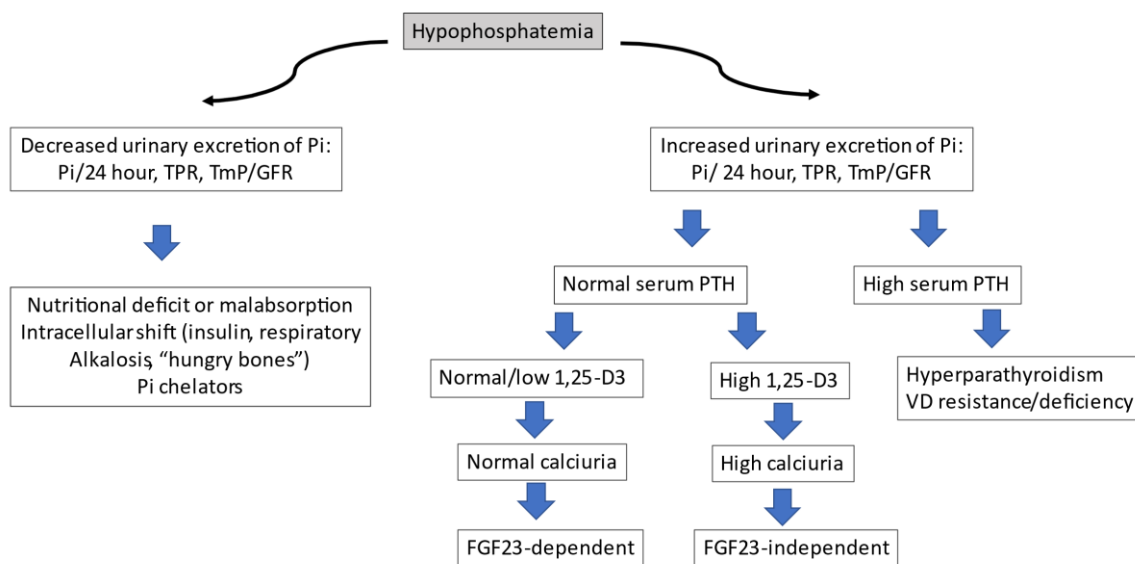 Hypophosphatemia
Decreased urinary excretion of Pi:
Pi/24 hour, TPR, TmP/GFR
Increased urinary excretion of Pi:
Pi/ 24 hour, TPR, TmP/GFR
Nutritional deficit or malabsorption
Intracellular shift (insulin, respiratory
Alkalosis, “hungry bones”)
Pi chelators
Normal serum PTH
High serum PTH
Normal/low 1,25-D3
High 1,25-D3
Hyperparathyroidism
VD resistance/deficiency
Normal calciuria
High calciuria
FGF23-dependent
FGF23-independent